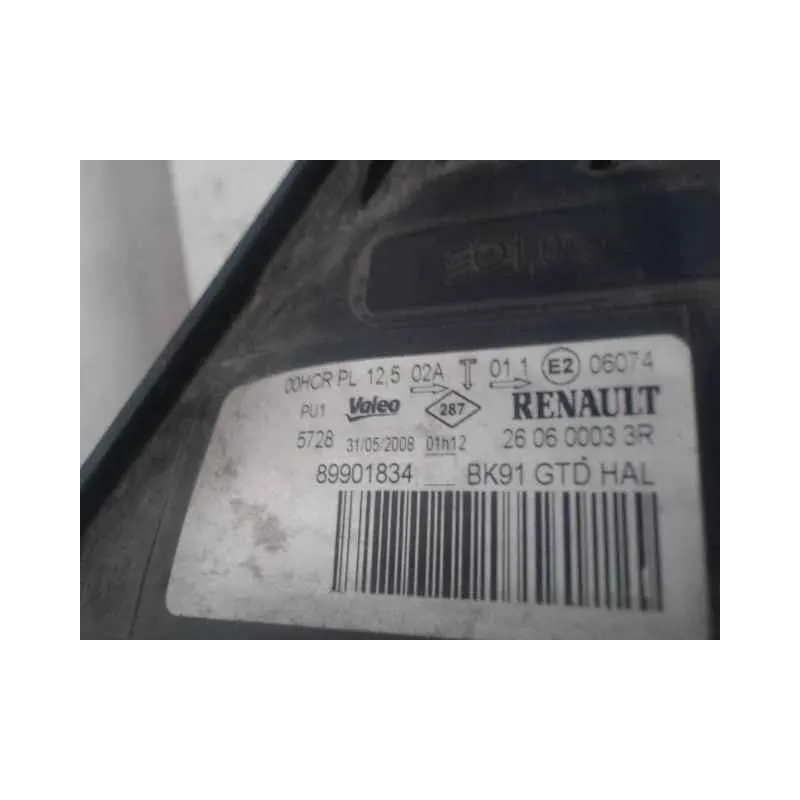 00HCR PL 12,5 02A T 01 1 E2 06074
PU1 Valeo 287 RENAULT
5728 31/05/2008 01h12 26 06 0003 3R
89901834 BK91 GTD HAL